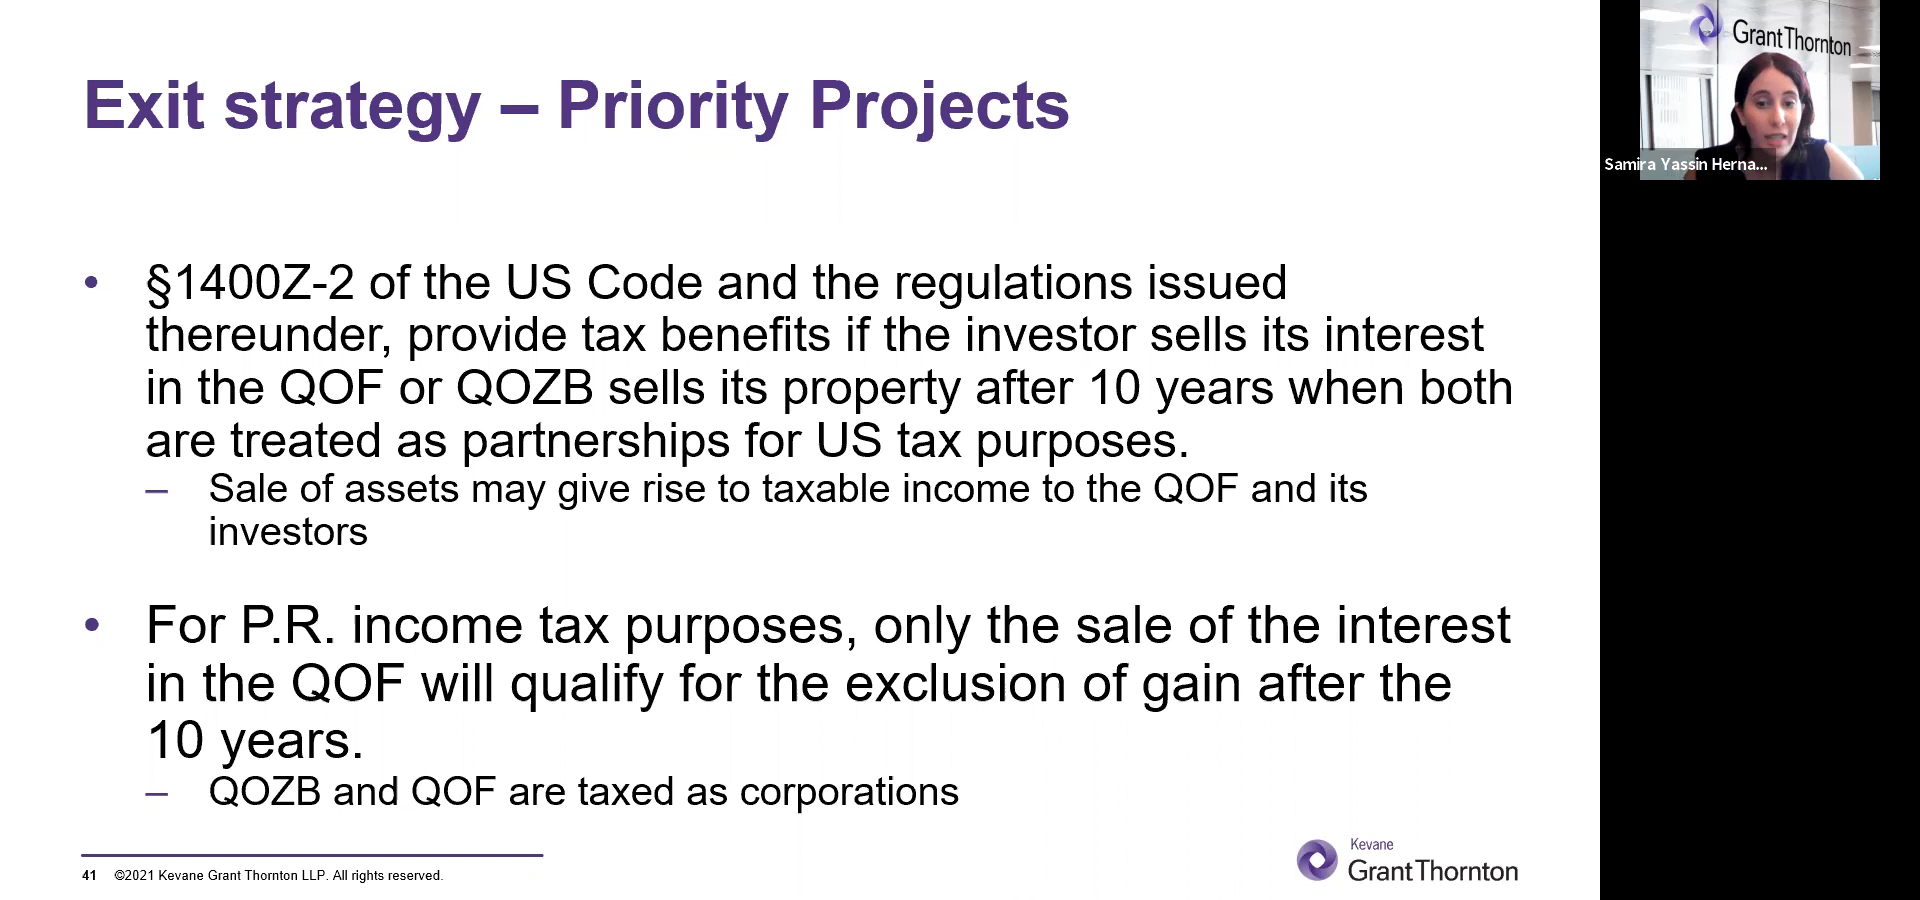 Exit strategy – Priority Projects
• §1400Z-2 of the US Code and the regulations issued
thereunder, provide tax benefits if the investor sells its interest
in the QOF or QOZB sells its property after 10 years when both
are treated as partnerships for US tax purposes.
– Sale of assets may give rise to taxable income to the QOF and its
investors
• For P.R. income tax purposes, only the sale of the interest
in the QOF will qualify for the exclusion of gain after the
10 years.
– QOZB and QOF are taxed as corporations
41 ©2021 Kevane Grant Thornton LLP. All rights reserved.
Kevane
GrantThornton
GrantThornton
Samira Yassin Herna...